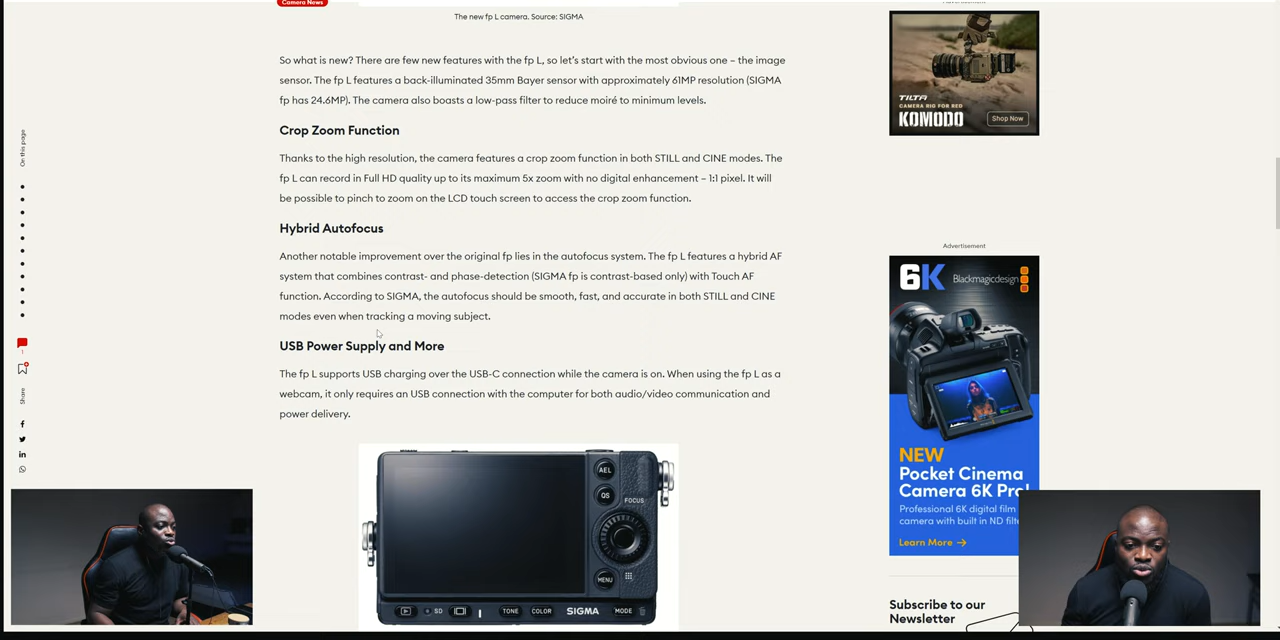 Camera News
The new fp L camera. Source: SIGMA
So what is new? There are few new features with the fp L, so let's start with the most obvious one – the image
sensor. The fp L features a back-illuminated 35mm Bayer sensor with approximately 61MP resolution (SIGMA
fp has 24.6MP). The camera also boasts a low-pass filter to reduce moiré to minimum levels.
Crop Zoom Function
Thanks to the high resolution, the camera features a crop zoom function in both STILL and CINE modes. The
fp L can record in Full HD quality up to its maximum 5x zoom with no digital enhancement – 1:1 pixel. It will
be possible to pinch to zoom on the LCD touch screen to access the crop zoom function.
Hybrid Autofocus
Another notable improvement over the original fp lies in the autofocus system. The fp L features a hybrid AF
system that combines contrast- and phase-detection (SIGMA fp is contrast-based only) with Touch AF
function. According to SIGMA, the autofocus should be smooth, fast, and accurate in both STILL and CINE
modes even when tracking a moving subject.
USB Power Supply and More
The fp L supports USB charging over the USB-C connection while the camera is on. When using the fp L as a
webcam, it only requires an USB connection with the computer for both audio/video communication and
power delivery.
AEL
QS
FOCUS
MENU
SD
TONE
COLOR
SIGMA
MODE
On this page
1
Share
TILTA
CAMERA RIG FOR RED
KOMODO
Shop Now
Advertisement
6K
Blackmagicdesign
NEW
Pocket Cinema
Camera 6K Pro!
Professional 6K digital film
camera with built in ND
Learn More →
Subscribe to our
Newsletter